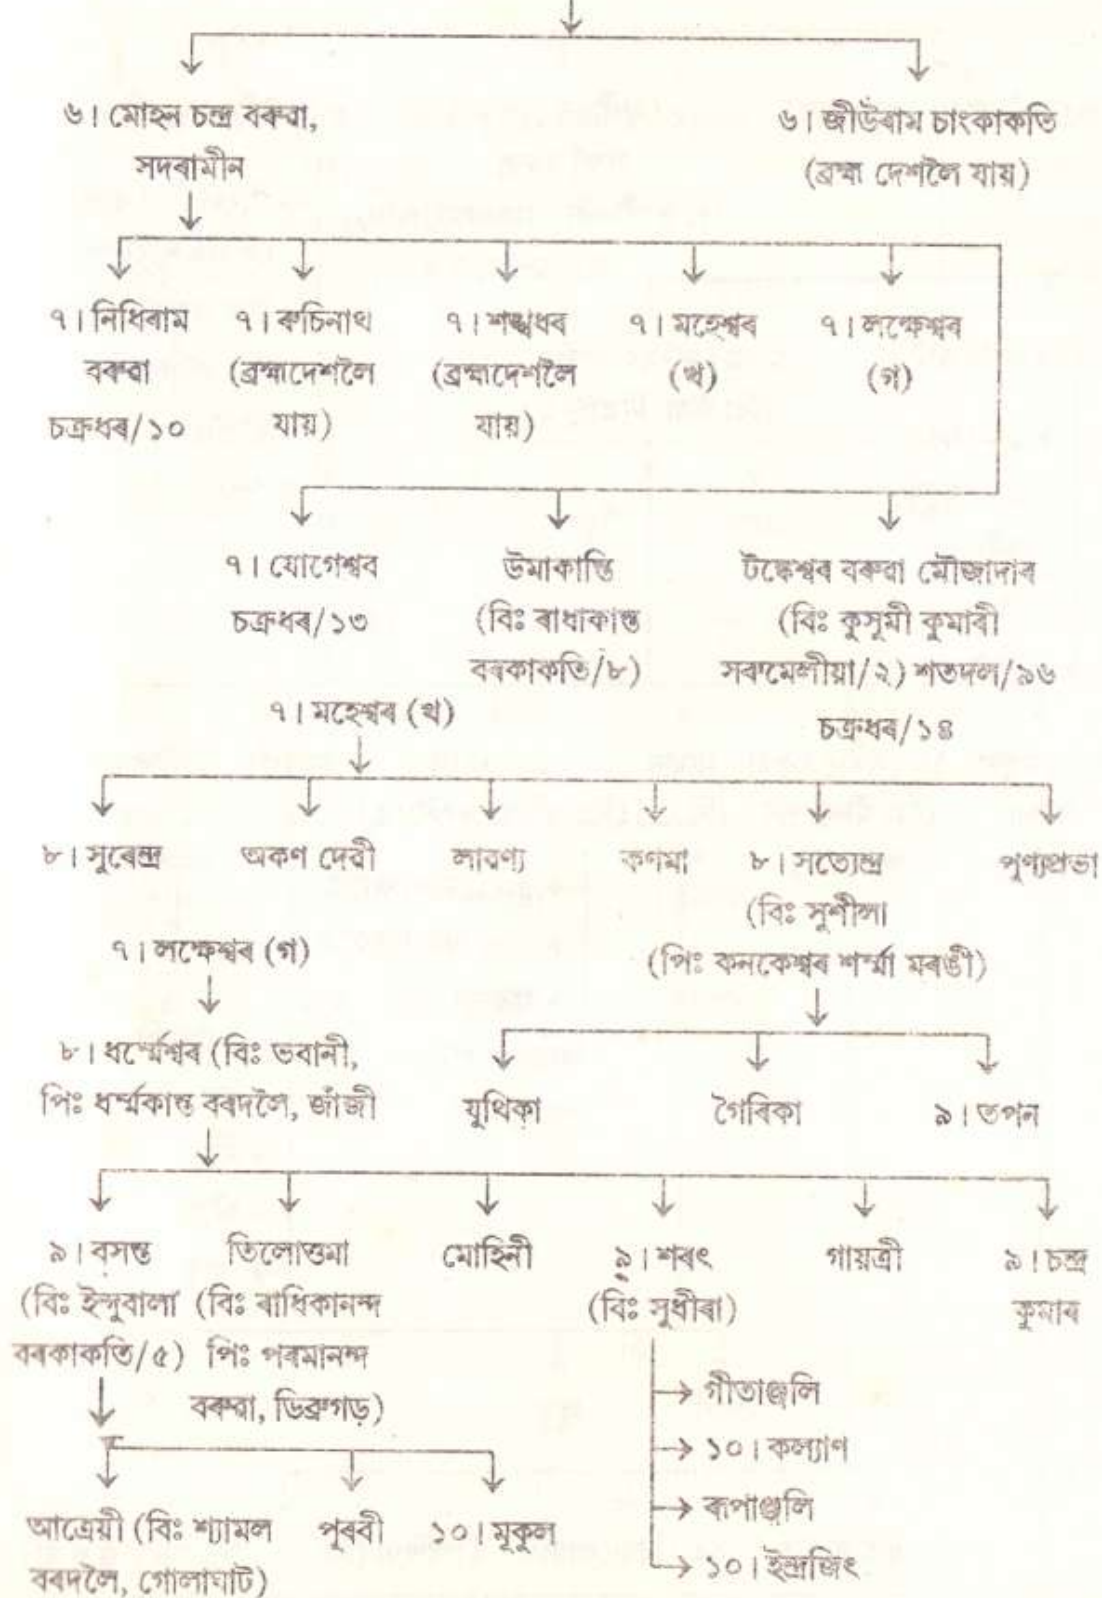 ৬। মোহন চন্দ্ৰ বৰুৱা,
সদৰামীন
৬। জীউৰাম চাংকাকতি
(ব্ৰহ্মা দেশলৈ যায়)
৭। নিধিৰাম
বৰুৱা
চক্ৰধৰ/১০
৭। ৰুচিনাথ
(ব্ৰহ্মাদেশলৈ
যায়)
৭। শঙ্খধৰ
(ব্ৰহ্মাদেশলৈ
যায়)
৭। মহেশ্বৰ
(খ)
৭। লক্ষেশ্বৰ
(গ)
৭। যোগেশ্বৰ
চক্ৰধৰ/১৩
উমাকান্তি
(বিঃ ৰাধাকান্ত
বৰকাকতি/৮)
টঙ্কেশ্বৰ বৰুৱা মৌজাদাৰ
(বিঃ কুসুমী কুমাৰী
সৰুমেলীয়া/২) শতদল/৯৬
চক্ৰধৰ/১৪
৭। মহেশ্বৰ (খ)
৮। সুৰেন্দ্ৰ
অৰুণ দেৱী
লাৱণ্য
কণমা
৮। সত্যেন্দ্ৰ
(বিঃ সুশীলা
(পিঃ কনকেশ্বৰ শৰ্ম্মা মৰঙী)
পুণ্যপ্ৰভা
যুথিকা
গৈৰিকা
৯। তপন
৭। লক্ষেশ্বৰ (গ)
৮। ধৰ্ম্মেশ্বৰ (বিঃ ভবানী,
পিঃ ধৰ্ম্মকান্ত বৰদলৈ, জাঁজী
৯। বসন্ত
(বিঃ ইন্দুবালা
বৰকাকতি/৫)
তিলোত্তমা
(বিঃ ৰাধিকানন্দ
পিঃ পৰমানন্দ
বৰুৱা, ডিব্ৰুগড়)
মোহিনী
৯। শৰৎ
(বিঃ সুধীৰা)
গায়ত্ৰী
৯। চন্দ্ৰ
কুমাৰ
গীতাঞ্জলি
১০। কল্যাণ
ৰূপাঞ্জলি
১০। ইন্দ্ৰজিৎ
আত্ৰেয়ী (বিঃ শ্যামল
বৰদলৈ, গোলাঘাট)
পূৰবী
১০। মূকুল